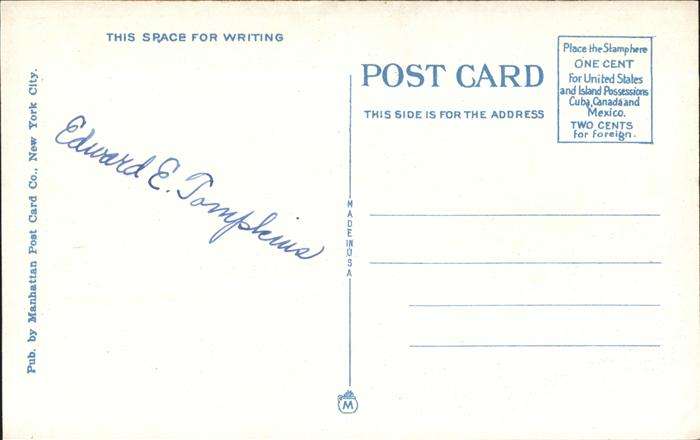 THIS SPACE FOR WRITING
Edward E. Tompkins
Pub. by Manhattan Post Card Co., New York City.
MADE IN USA
M
POST CARD
THIS SIDE IS FOR THE ADDRESS
Place the Stamp here
ONE CENT
For United States
and Island Possessions
Cuba, Canada and
Mexico.
TWO CENTS
for Foreign.